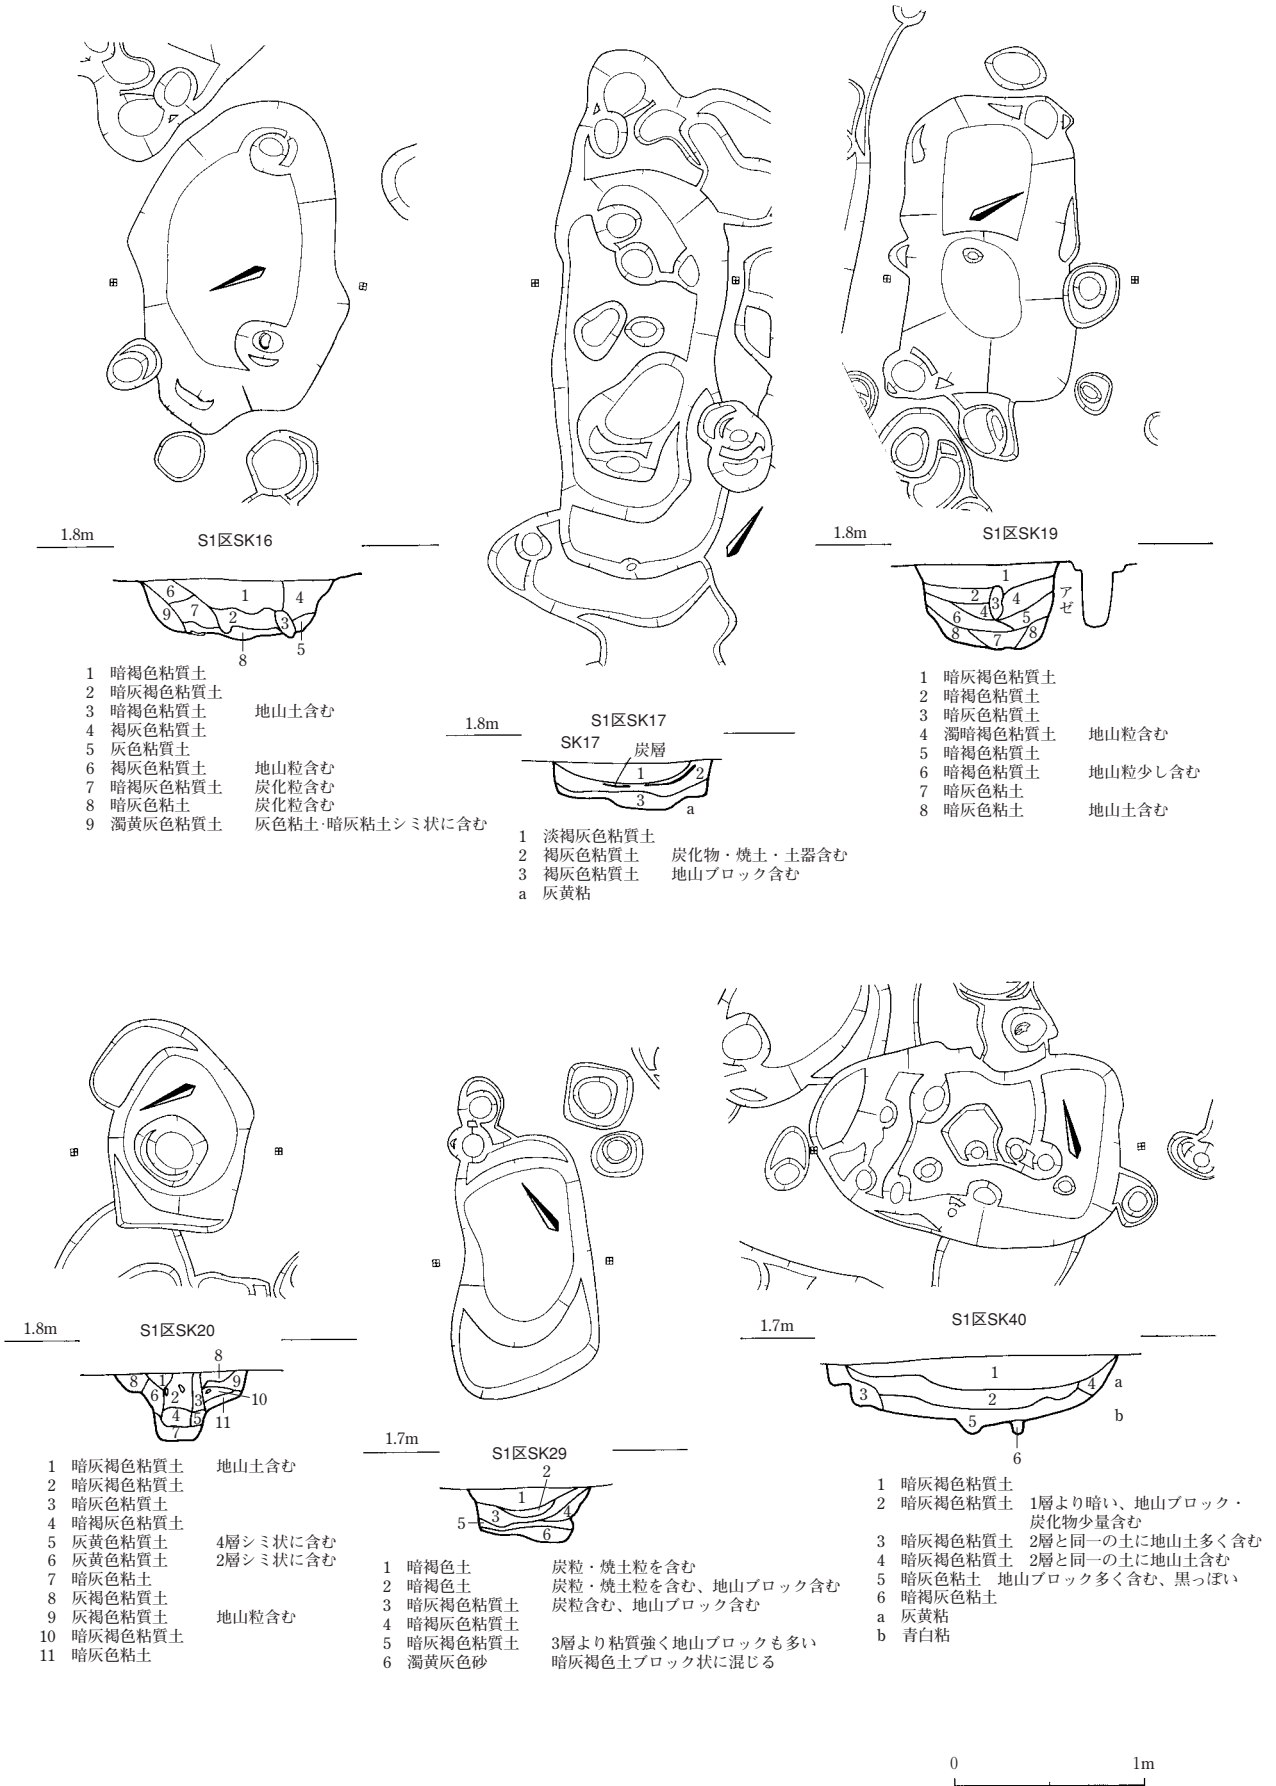 1.8m
S1区SK16
1
2
3
4
5
6
7
8
9
1 暗褐色粘質土
2 暗灰褐色粘質土
3 暗褐色粘質土 地山土含む
4 褐灰色粘質土
5 灰色粘質土
6 褐灰色粘質土 地山粒含む
7 暗褐灰色粘質土 炭化粒含む
8 暗灰色粘土 炭化粒含む
9 濁黄灰色粘質土 灰色粘土・暗灰粘土シミ状に含む
1.8m
S1区SK17
SK17
炭層
1
2
3
a
1 淡褐灰色粘質土
2 褐灰色粘質土 炭化物・焼土・土器含む
3 褐灰色粘質土 地山ブロック含む
a 灰黄粘
1.8m
S1区SK19
1
2
3
4
4
5
6
7
8
8
アゼ
1 暗灰褐色粘質土
2 暗褐色粘質土
3 暗灰色粘質土
4 濁暗褐色粘質土 地山粒含む
5 暗褐色粘質土
6 暗褐色粘質土 地山粒少し含む
7 暗灰色粘土
8 暗灰色粘土 地山土含む
1.8m
S1区SK20
8
8
1
9
6
2
3
10
4
5
11
7
1 暗灰褐色粘質土 地山土含む
2 暗灰褐色粘質土
3 暗灰色粘質土
4 暗褐灰色粘質土
5 灰黄色粘質土 4層シミ状に含む
6 灰黄色粘質土 2層シミ状に含む
7 暗灰色粘土
8 灰褐色粘質土
9 灰褐色粘質土 地山粒含む
10 暗灰褐色粘質土
11 暗灰色粘土
1.7m
S1区SK29
2
1
3
4
5
6
1 暗褐色土 炭粒・焼土粒を含む
2 暗褐色土 炭粒・焼土粒を含む、地山ブロック含む
3 暗灰褐色粘質土 炭粒含む、地山ブロック含む
4 暗褐灰色粘質土
5 暗灰褐色粘質土 3層より粘質強く地山ブロックも多い
6 濁黄灰色砂 暗灰褐色土ブロック状に混じる
1.7m
S1区SK40
1
2
3
4
5
6
a
b
1 暗灰褐色粘質土
2 暗灰褐色粘質土 1層より暗い、地山ブロック・
炭化物少量含む
3 暗灰褐色粘質土 2層と同一の土に地山土多く含む
4 暗灰褐色粘質土 2層と同一の土に地山土含む
5 暗灰色粘土 地山ブロック多く含む、黒っぽい
6 暗褐灰色粘土
a 灰黄粘
b 青白粘
0 1m